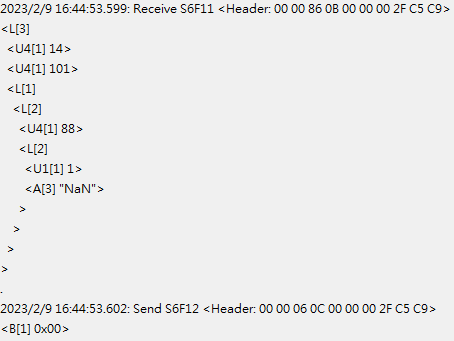 2023/2/9 16:44:53.599: Receive S6F11 <Header: 00 00 86 0B 00 00 00 2F C5 C9>
<L[3]
<U4[1] 14>
<U4[1] 101>
<L[1]
<L[2]
<U4[1] 88>
<L[2]
<U1[1] 1>
<A[3] "NaN">
>
>
>
>
.
2023/2/9 16:44:53.602: Send S6F12 <Header: 00 00 06 0C 00 00 00 2F C5 C9>
<B[1] 0x00>